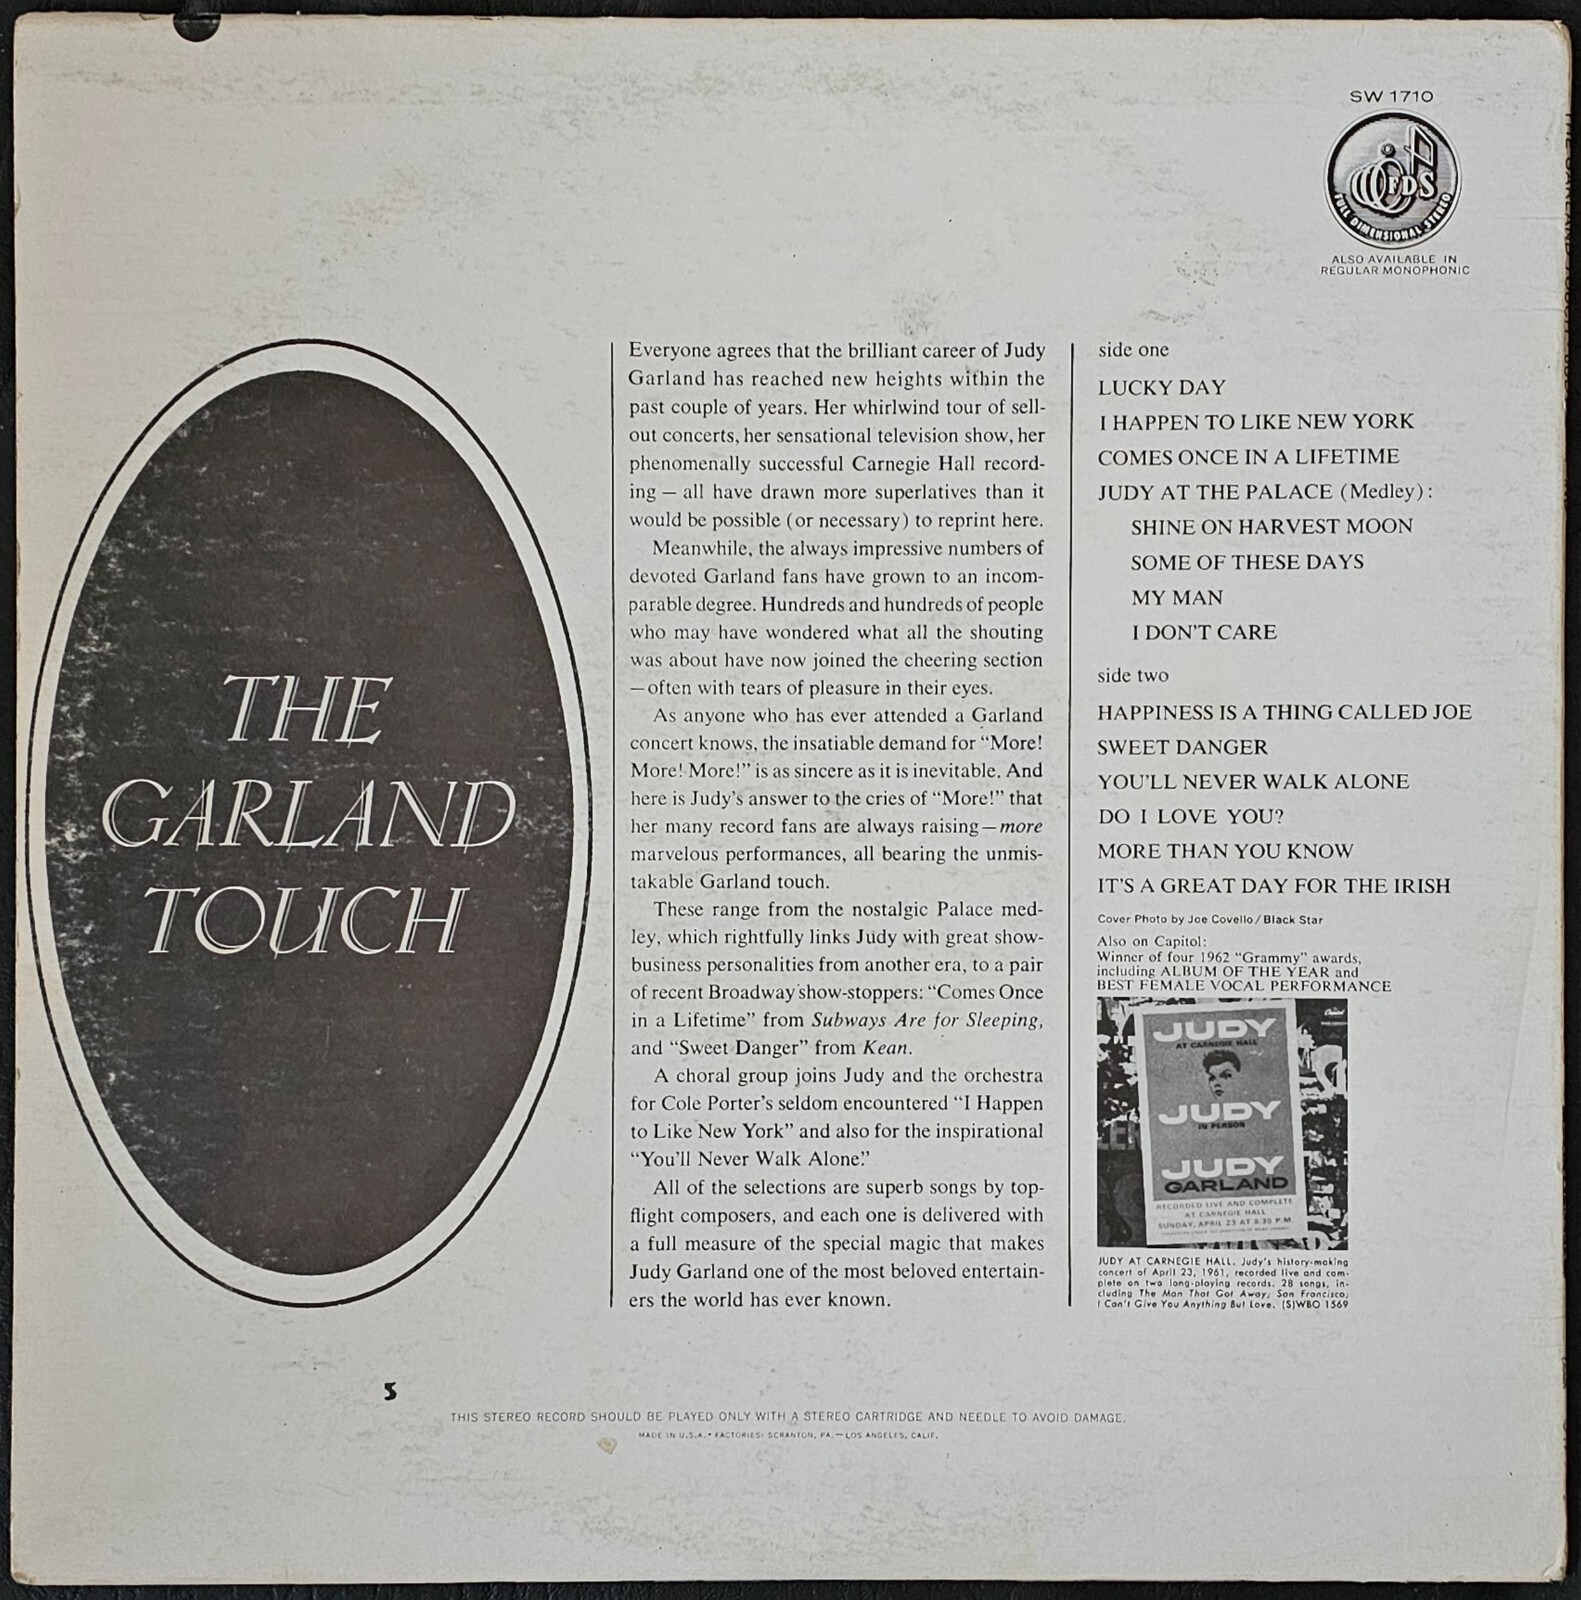 SW 1710
FDS
FULL DIMENSIONAL STEREO
ALSO AVAILABLE IN
REGULAR MONOPHONIC
THE
GARLAND
TOUCH
Everyone agrees that the brilliant career of Judy
Garland has reached new heights within the
past couple of years. Her whirlwind tour of sell-
out concerts, her sensational television show, her
phenomenally successful Carnegie Hall record-
ing — all have drawn more superlatives than it
would be possible (or necessary) to reprint here.
Meanwhile, the always impressive numbers of
devoted Garland fans have grown to an incom-
parable degree. Hundreds and hundreds of people
who may have wondered what all the shouting
was about have now joined the cheering section
—often with tears of pleasure in their eyes.
As anyone who has ever attended a Garland
concert knows, the insatiable demand for “More!
More! More!” is as sincere as it is inevitable. And
here is Judy’s answer to the cries of “More!” that
her many record fans are always raising—more
marvelous performances, all bearing the unmis-
takable Garland touch.
These range from the nostalgic Palace med-
ley, which rightfully links Judy with great show-
business personalities from another era, to a pair
of recent Broadway show-stoppers: “Comes Once
in a Lifetime” from Subways Are for Sleeping,
and “Sweet Danger” from Kean.
A choral group joins Judy and the orchestra
for Cole Porter’s seldom encountered “I Happen
to Like New York” and also for the inspirational
“You’ll Never Walk Alone.”
All of the selections are superb songs by top-
flight composers, and each one is delivered with
a full measure of the special magic that makes
Judy Garland one of the most beloved entertain-
ers the world has ever known.
side one
LUCKY DAY
I HAPPEN TO LIKE NEW YORK
COMES ONCE IN A LIFETIME
JUDY AT THE PALACE (Medley):
SHINE ON HARVEST MOON
SOME OF THESE DAYS
MY MAN
I DON'T CARE
side two
HAPPINESS IS A THING CALLED JOE
SWEET DANGER
YOU'LL NEVER WALK ALONE
DO I LOVE YOU?
MORE THAN YOU KNOW
IT'S A GREAT DAY FOR THE IRISH
Cover Photo by Joe Covello/Black Star
Also on Capitol:
Winner of four 1962 “Grammy” awards,
including ALBUM OF THE YEAR and
BEST FEMALE VOCAL PERFORMANCE
Capitol
JUDY
AT CARNEGIE HALL
JUDY
IN PERSON
JUDY
GARLAND
RECORDED LIVE AND COMPLETE
AT CARNEGIE HALL
SUNDAY, APRIL 23 AT 8:30 P.M.
JUDY AT CARNEGIE HALL. Judy's history-making
concert of April 23, 1961, recorded live and com-
plete on two long-playing records. 28 songs, in-
cluding The Man That Got Away; San Francisco;
I Can't Give You Anything But Love. (S)WBO 1569
5
THIS STEREO RECORD SHOULD BE PLAYED ONLY WITH A STEREO CARTRIDGE AND NEEDLE TO AVOID DAMAGE.
MADE IN U.S.A. • FACTORIES: SCRANTON, PA.—LOS ANGELES, CALIF.